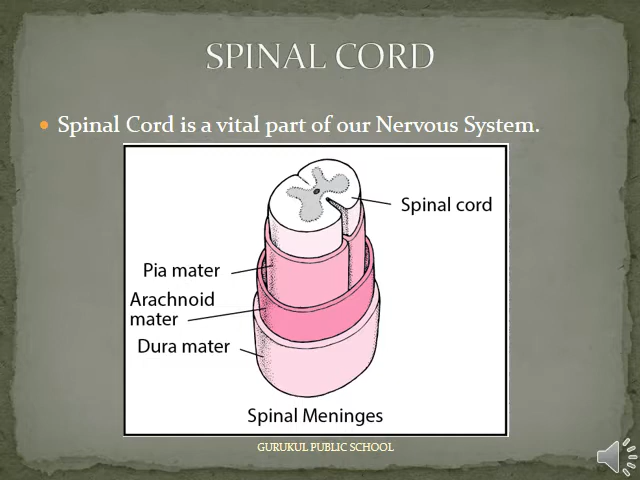 SPINAL CORD
Spinal Cord is a vital part of our Nervous System.
Spinal cord
Pia mater
Arachnoid
mater
Dura mater
Spinal Meninges
GURUKUL PUBLIC SCHOOL